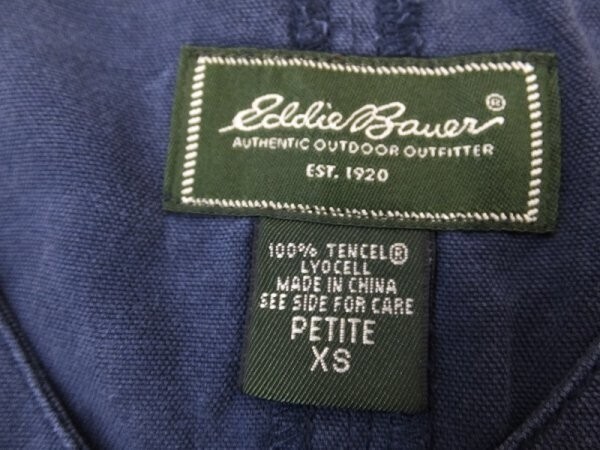 Eddie Bauer®
AUTHENTIC OUTDOOR OUTFITTER
EST. 1920
100% TENCEL®
LYOCELL
MADE IN CHINA
SEE SIDE FOR CARE
PETITE
XS